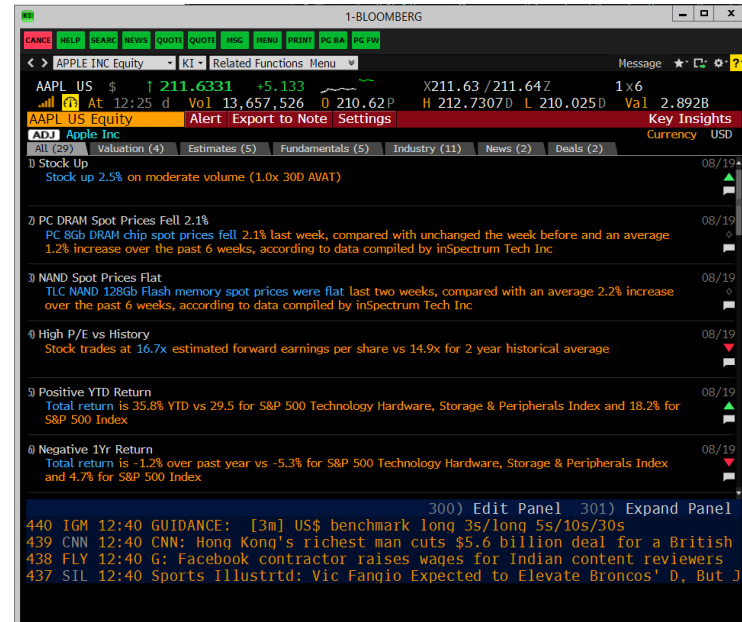 1-BLOOMBERG
CANCE HELP SEARC NEWS QUOTE QUOTE MSG MENU PRINT PG BA PG FW
< > APPLE INC Equity KI Related Functions Menu Message ?
AAPL US $ ↑ 211.6331 +5.133 X211.63/211.64Z 1x6
At 12:25 d Vol 13,657,526 O 210.62P H 212.7307D L 210.025D Val 2.892B
AAPL US Equity Alert Export to Note Settings Key Insights
ADJ Apple Inc Currency USD
All (29) Valuation (4) Estimates (5) Fundamentals (5) Industry (11) News (2) Deals (2)
1) Stock Up 08/19
Stock up 2.5% on moderate volume (1.0x 30D AVAT)
2) PC DRAM Spot Prices Fell 2.1% 08/19
PC 8Gb DRAM chip spot prices fell 2.1% last week, compared with unchanged the week before and an average
1.2% increase over the past 6 weeks, according to data compiled by inSpectrum Tech Inc
3) NAND Spot Prices Flat 08/19
TLC NAND 128Gb Flash memory spot prices were flat last two weeks, compared with an average 2.2% increase
over the past 6 weeks, according to data compiled by inSpectrum Tech Inc
4) High P/E vs History 08/19
Stock trades at 16.7x estimated forward earnings per share vs 14.9x for 2 year historical average
5) Positive YTD Return 08/19
Total return is 35.8% YTD vs 29.5 for S&P 500 Technology Hardware, Storage & Peripherals Index and 18.2% for
S&P 500 Index
6) Negative 1Yr Return 08/19
Total return is -1.2% over past year vs -5.3% for S&P 500 Technology Hardware, Storage & Peripherals Index
and 4.7% for S&P 500 Index
300) Edit Panel 301) Expand Panel
440 IGM 12:40 GUIDANCE: [3m] US$ benchmark long 3s/long 5s/10s/30s
439 CNN 12:40 CNN: Hong Kong's richest man cuts $5.6 billion deal for a British
438 FLY 12:40 G: Facebook contractor raises wages for Indian content reviewers
437 SIL 12:40 Sports Illustrtd: Vic Fangio Expected to Elevate Broncos' D, But J